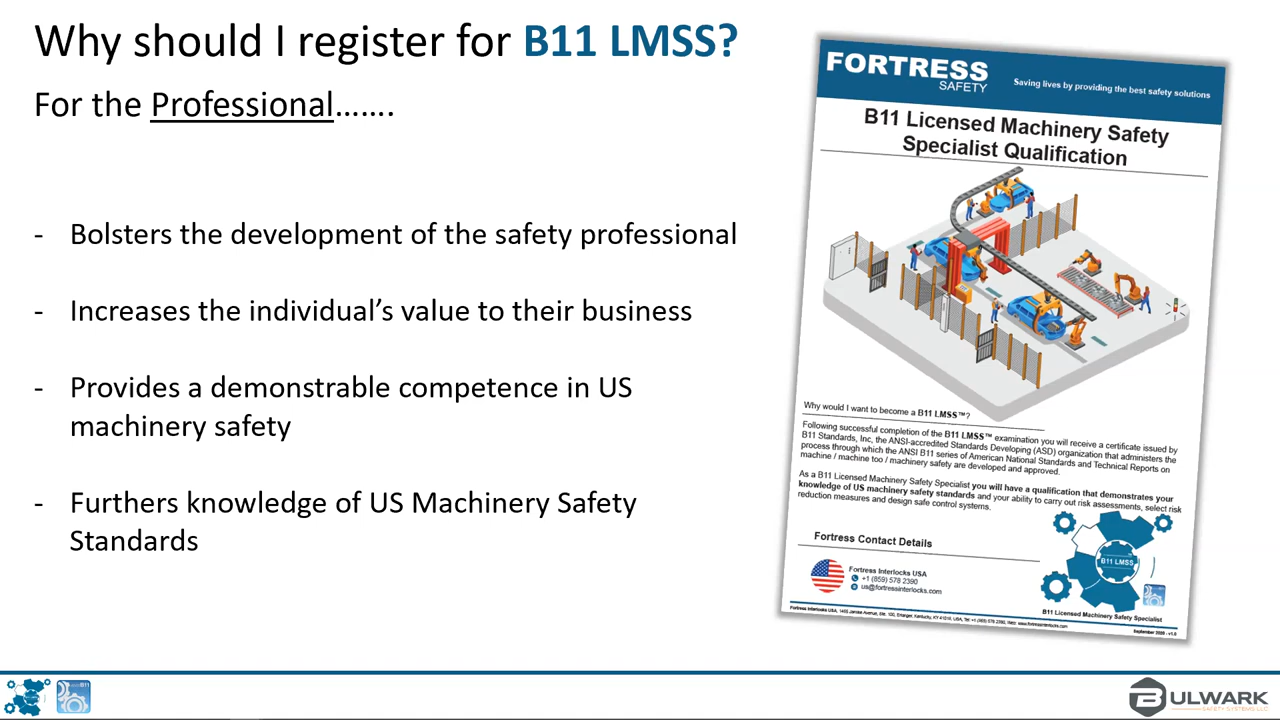 Why should I register for B11 LMSS?
For the Professional…….
- Bolsters the development of the safety professional
- Increases the individual’s value to their business
- Provides a demonstrable competence in US
machinery safety
- Furthers knowledge of US Machinery Safety
Standards
FORTRESS
SAFETY
Saving lives by providing the best safety solutions
B11 Licensed Machinery Safety
Specialist Qualification
Why would I want to become a B11 LMSS™?
Following successful completion of the B11 LMSS™ examination you will receive a certificate issued by
B11 Standards, Inc, the ANSI-accredited Standards Developing (ASD) organization that administers the
process through which the ANSI B11 series of American National Standards and Technical Reports on
machine / machine too / machinery safety are developed and approved.
As a B11 Licensed Machinery Safety Specialist you will have a qualification that demonstrates your
knowledge of US machinery safety standards and your ability to carry out risk assessments, select risk
reduction measures and design safe control systems.
Fortress Contact Details
Fortress Interlocks USA
+1 (859) 578 2390
us@fortressinterlocks.com
B11 LMSS
B11 Licensed Machinery Safety Specialist
BULWARK
SAFETY SYSTEMS LLC